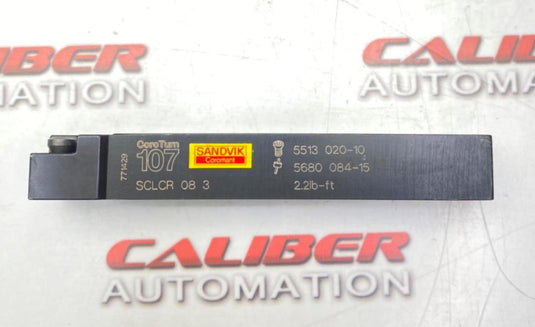 CALIBER
AUTOMATION
CALIBER
AUTOMATION
771429
CoroTurn
107
SCLCR 08 3
SANDVIK
Coromant
5513 020-10
5680 084-15
2.2lb-ft
CALIBER
AUTOMATION